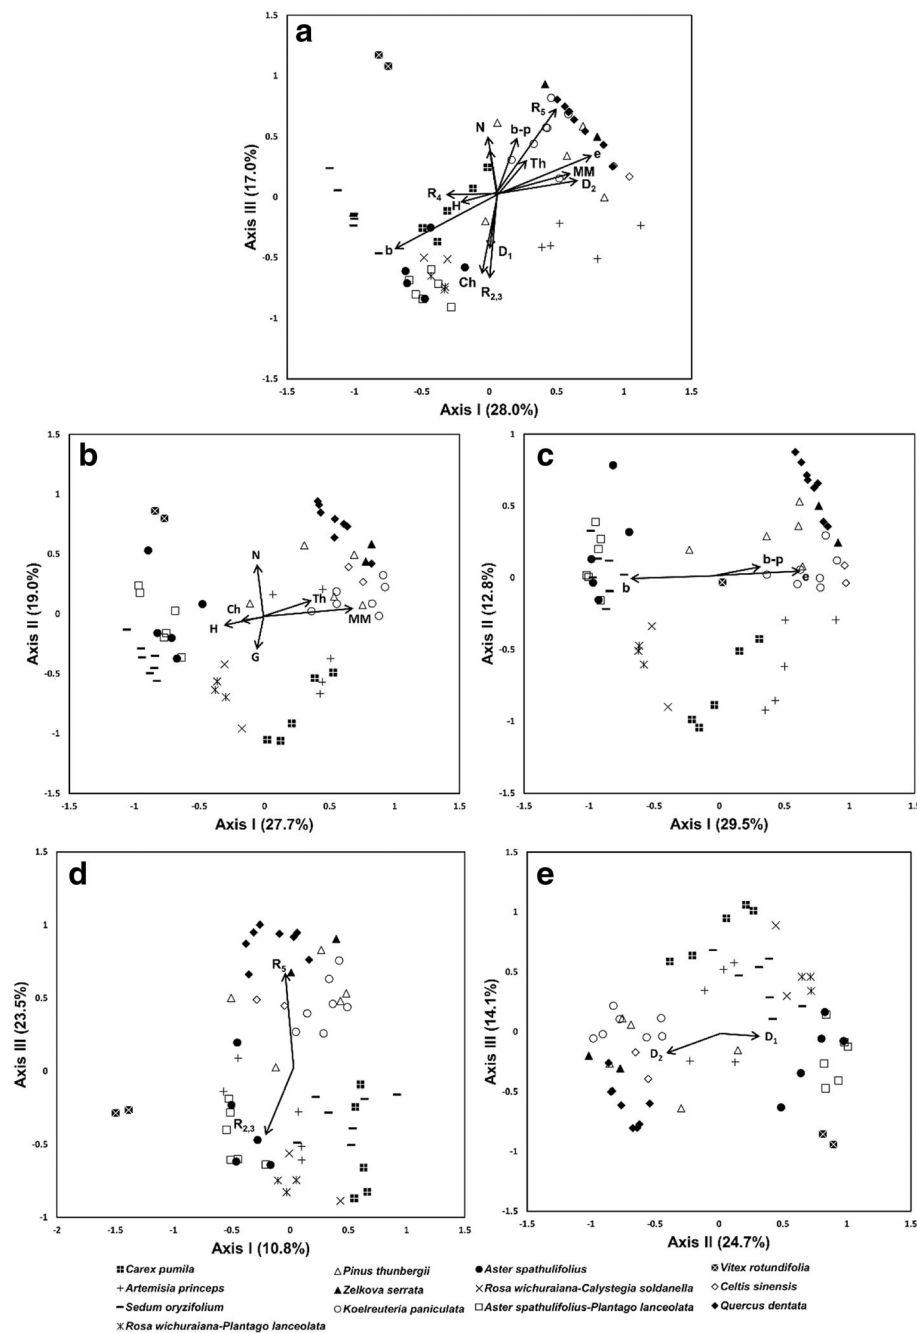 a
1.5
1
0.5
0
-0.5
-1
-1.5
Axis III (17.0%)
R5
N
b-p
e
Th
MM
R4
D2
H
b
D1
Ch
R2,3
-1.5 -1 -0.5 0 0.5 1 1.5
Axis I (28.0%)
b
1.5
1
0.5
0
-0.5
-1
-1.5
Axis II (19.0%)
N
Ch
Th
H
MM
G
-1.5 -1 -0.5 0 0.5 1 1.5
Axis I (27.7%)
c
1
0.5
0
-0.5
-1
-1.5
Axis II (12.8%)
b-p
b
e
-1.5 -1 -0.5 0 0.5 1 1.5
Axis I (29.5%)
d
1.5
1
0.5
0
-0.5
-1
Axis III (23.5%)
R5
R2,3
-2 -1.5 -1 -0.5 0 0.5 1 1.5
Axis I (10.8%)
e
1.5
1
0.5
0
-0.5
-1
-1.5
Axis III (14.1%)
D2
D1
-1.5 -1 -0.5 0 0.5 1 1.5
Axis II (24.7%)
Carex pumila Pinus thunbergii Aster spathulifolius Vitex rotundifolia
Artemisia princeps Zelkova serrata Rosa wichuraiana-Calystegia soldanella Celtis sinensis
Sedum oryzifolium Koelreuteria paniculata Aster spathulifolius-Plantago lanceolata Quercus dentata
Rosa wichuraiana-Plantago lanceolata